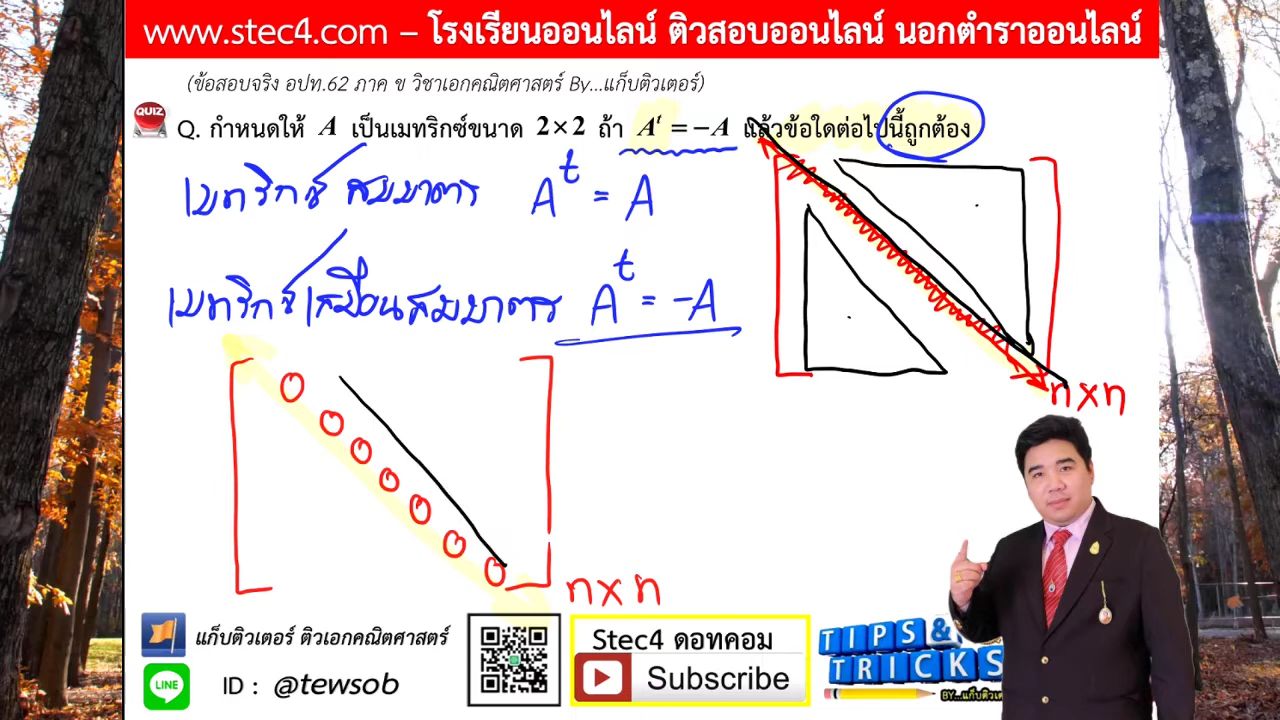 www.stec4.com – โรงเรียนออนไลน์ ติวสอบออนไลน์ นอกตำราออนไลน์
(ข้อสอบจริง อปท.62 ภาค ข วิชาเอกคณิตศาสตร์ By...แก็บติวเตอร์)
QUIZ
Q. กำหนดให้ A เป็นเมทริกซ์ขนาด 2×2 ถ้า Aᵗ = −A แล้วข้อใดต่อไปนี้ถูกต้อง
เมทริกซ์ สมมาตร Aᵗ = A
เมทริกซ์เสมือนสมมาตร Aᵗ = -A
n×n
0
0
0
0
0
0
0
n×n
แก็บติวเตอร์ ติวเอกคณิตศาสตร์
LINE ID : @tewsob
Stec4 ดอทคอม
Subscribe
TIPS &
TRICKS